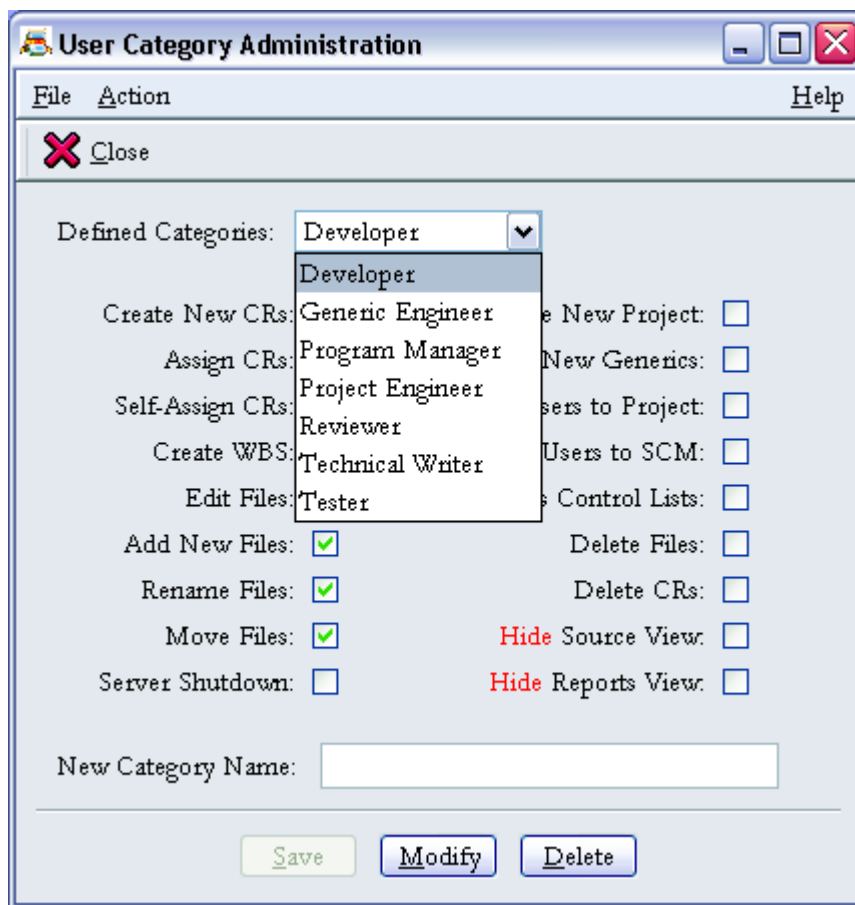 User Category Administration
File Action Help
Close
Defined Categories: Developer
Developer
Generic Engineer
Program Manager
Project Engineer
Reviewer
Technical Writer
Tester
Create New CRs: New Project:
Assign CRs: New Generics:
Self-Assign CRs: to Project:
Create WBS: Users to SCM:
Edit Files: Control Lists:
Add New Files: Delete Files:
Rename Files: Delete CRs:
Move Files: Hide Source View:
Server Shutdown: Hide Reports View:
New Category Name:
Save Modify Delete